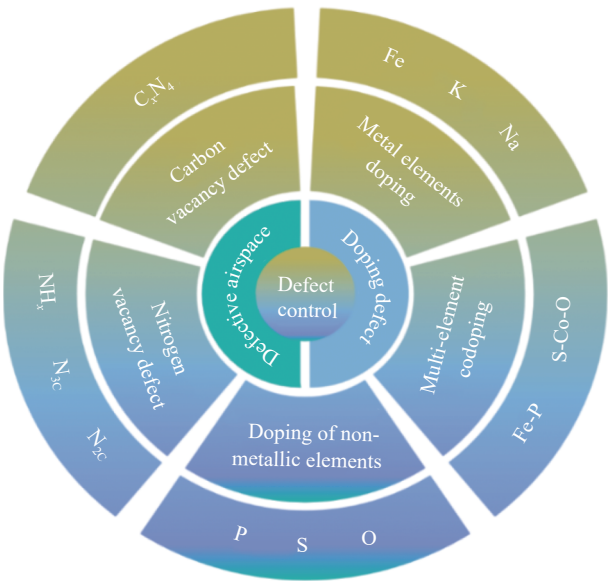 Defect
control
Defective airspace
Doping defect
Carbon
vacancy defect
CₓN₄
Metal elements
doping
Fe
K
Na
Multi-element
codoping
S-Co-O
Fe-P
Doping of non-
metallic elements
P S O
Nitrogen
vacancy defect
NHₓ
N₃C
N₂C